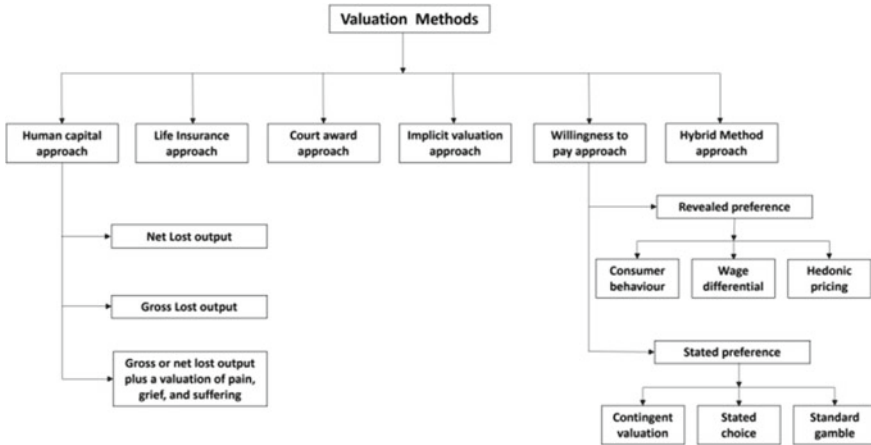 Valuation Methods
Human capital
approach
Life Insurance
approach
Court award
approach
Implicit valuation
approach
Willingness to
pay approach
Hybrid Method
approach
Net Lost output
Gross Lost output
Gross or net lost output
plus a valuation of pain,
grief, and suffering
Revealed preference
Consumer
behaviour
Wage
differential
Hedonic
pricing
Stated preference
Contingent
valuation
Stated
choice
Standard
gamble